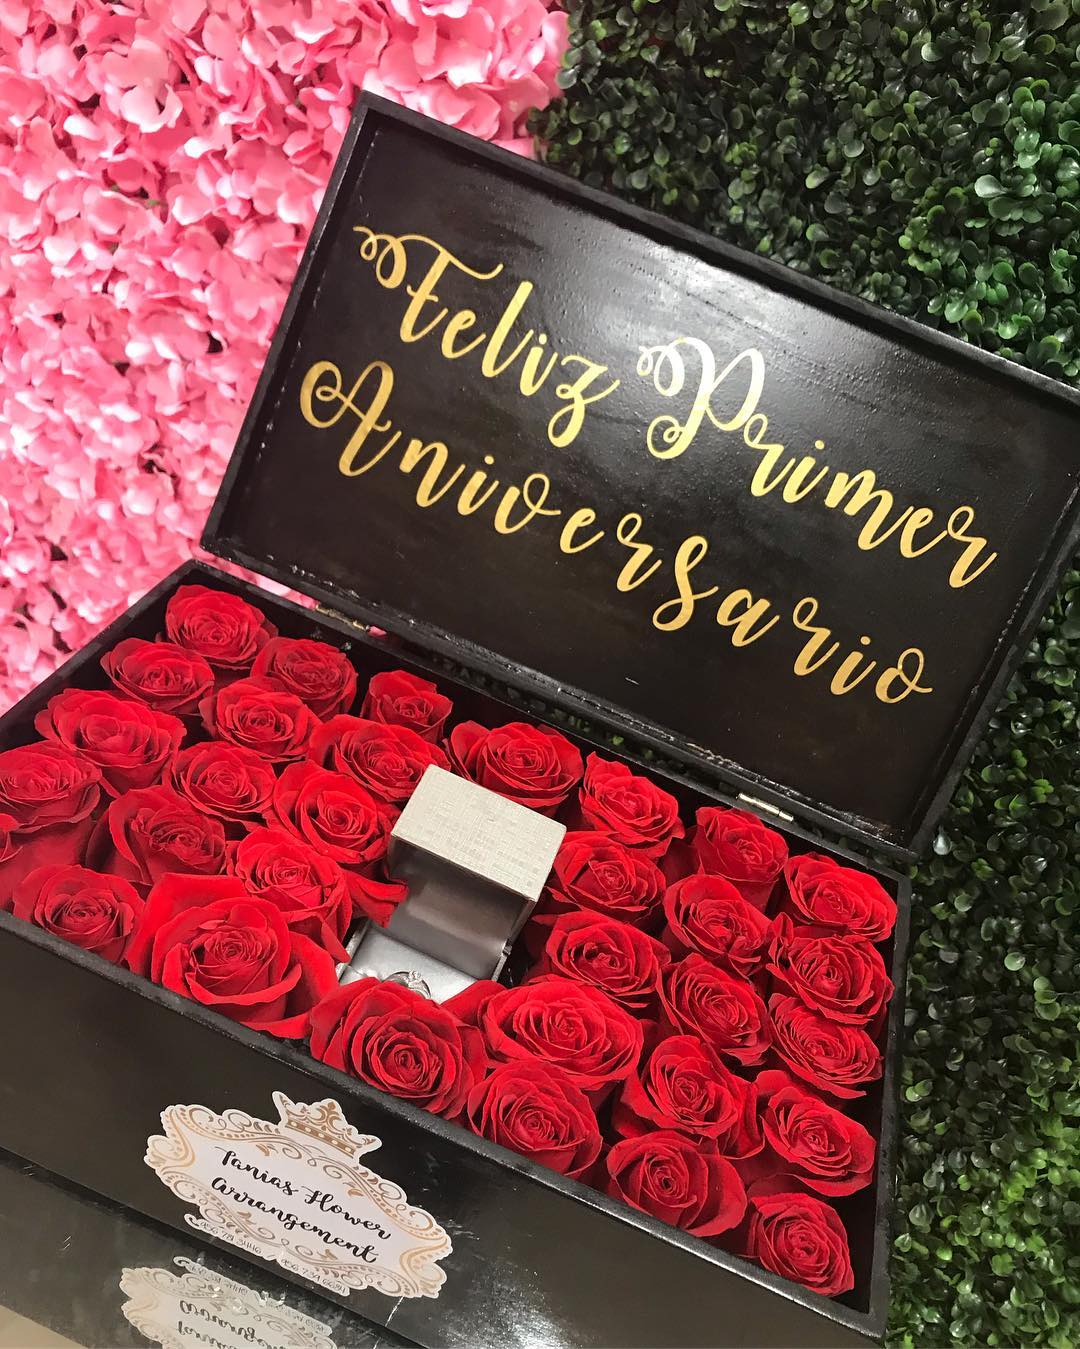 Feliz Primer
Aniversario
Tanias Flower
Arrangement